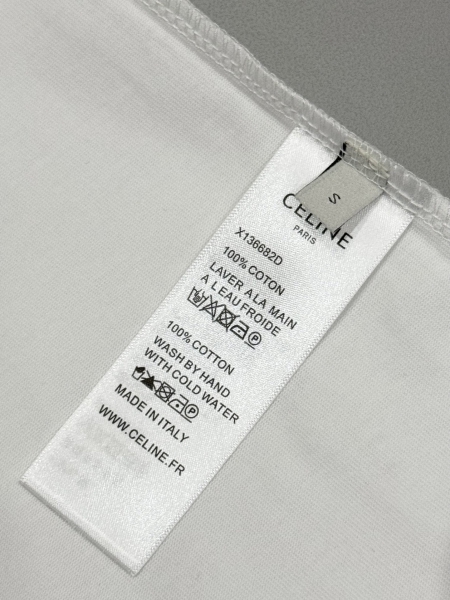 S
CELINE
PARIS
X136682D
100% COTON
LAVER A LA MAIN
A L EAU FROIDE
100% COTTON
WASH BY HAND
WITH COLD WATER
MADE IN ITALY
WWW.CELINE.FR